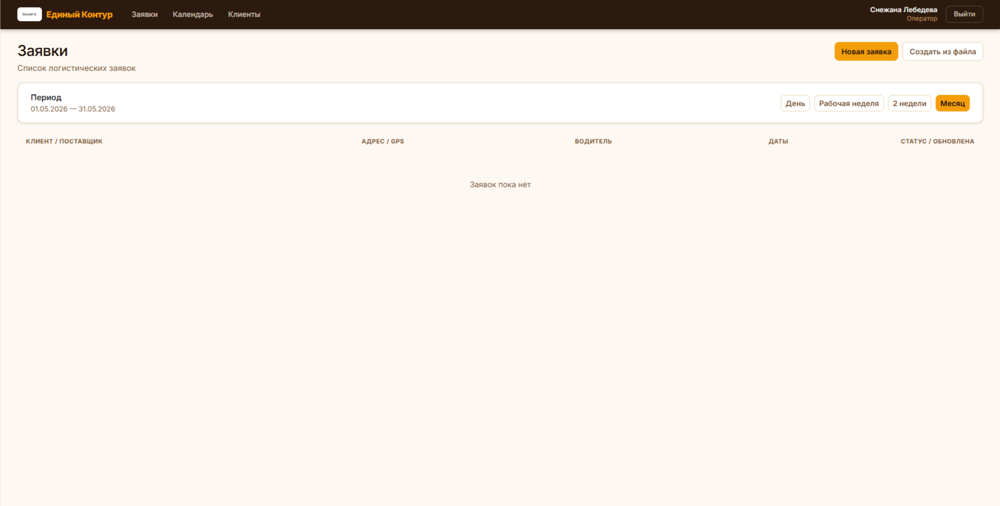 biovet-k
Единый Контур
Заявки
Календарь
Клиенты
Снежана Лебедева
Оператор
Выйти
Заявки
Список логистических заявок
Новая заявка
Создать из файла
Период
01.05.2026 — 31.05.2026
День
Рабочая неделя
2 недели
Месяц
КЛИЕНТ / ПОСТАВЩИК
АДРЕС / GPS
ВОДИТЕЛЬ
ДАТЫ
СТАТУС / ОБНОВЛЕНА
Заявок пока нет